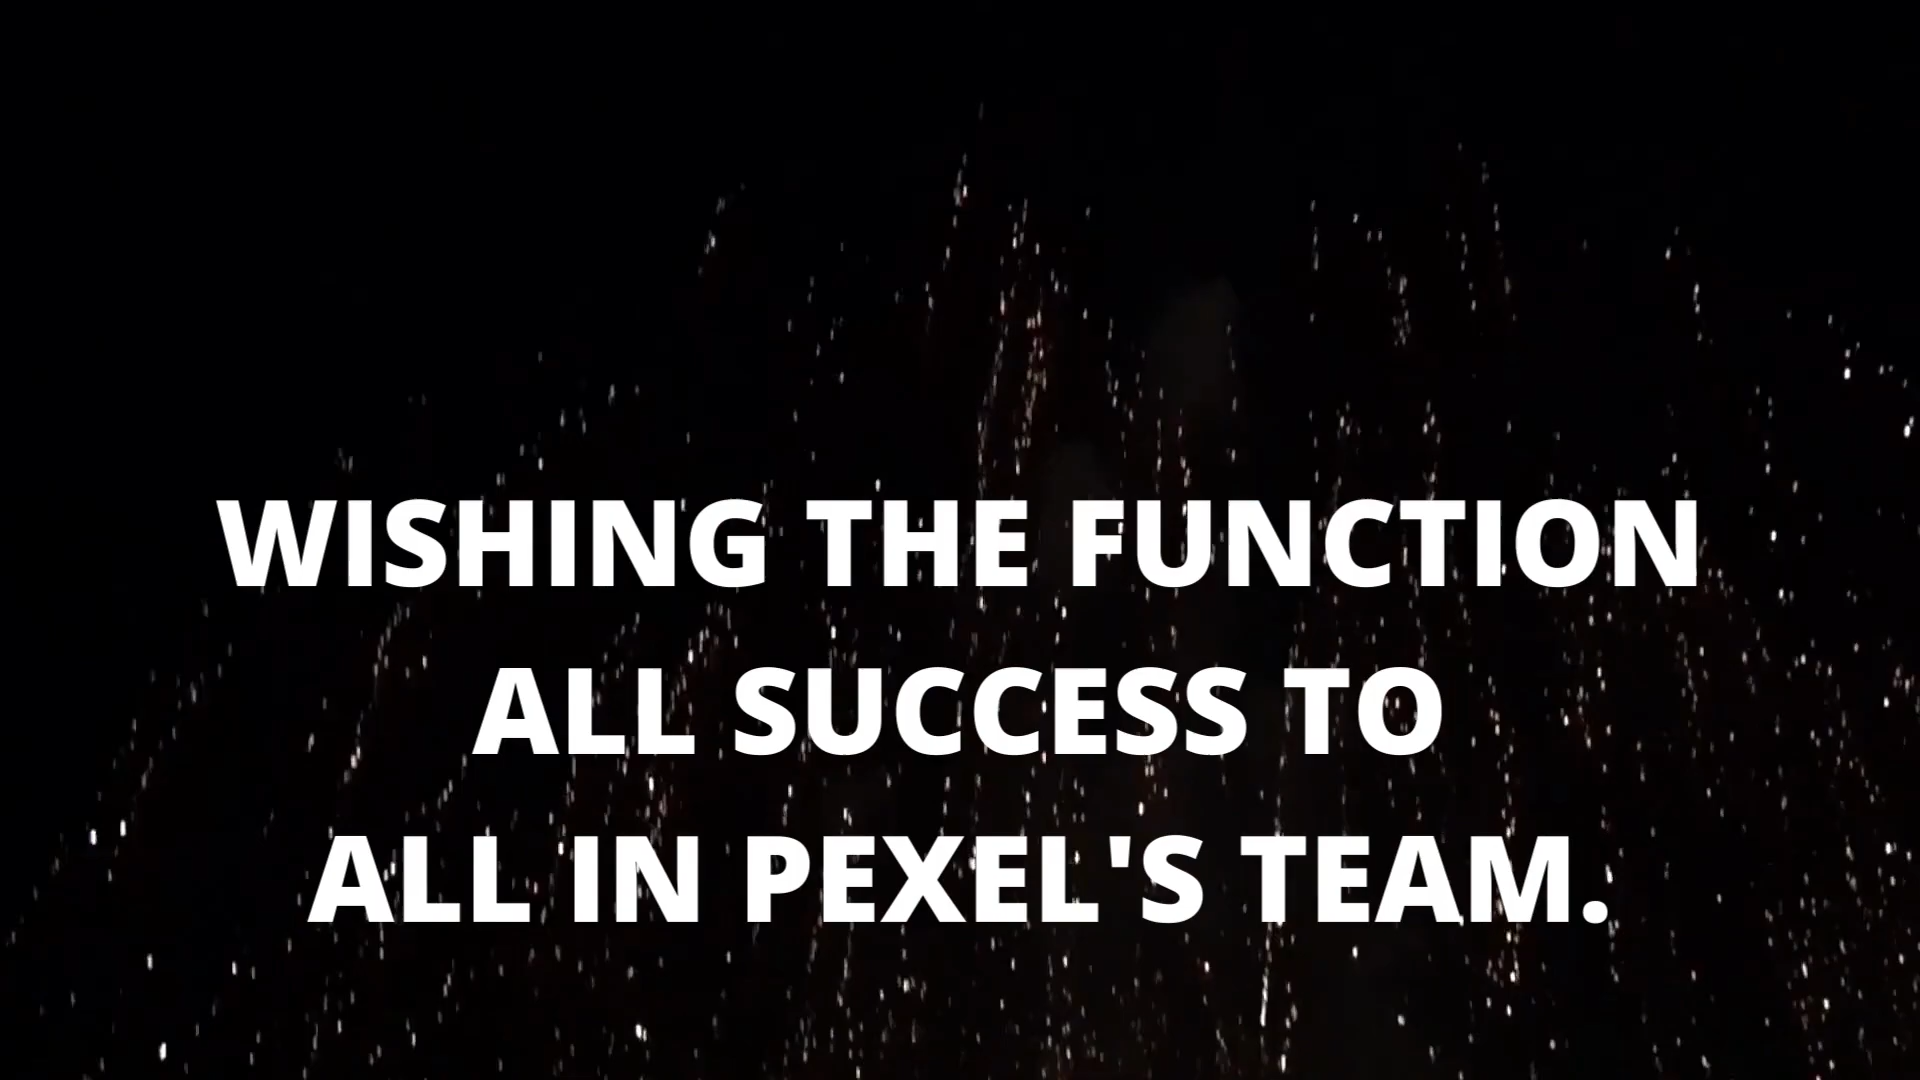 WISHING THE FUNCTION
ALL SUCCESS TO
ALL IN PEXEL'S TEAM.